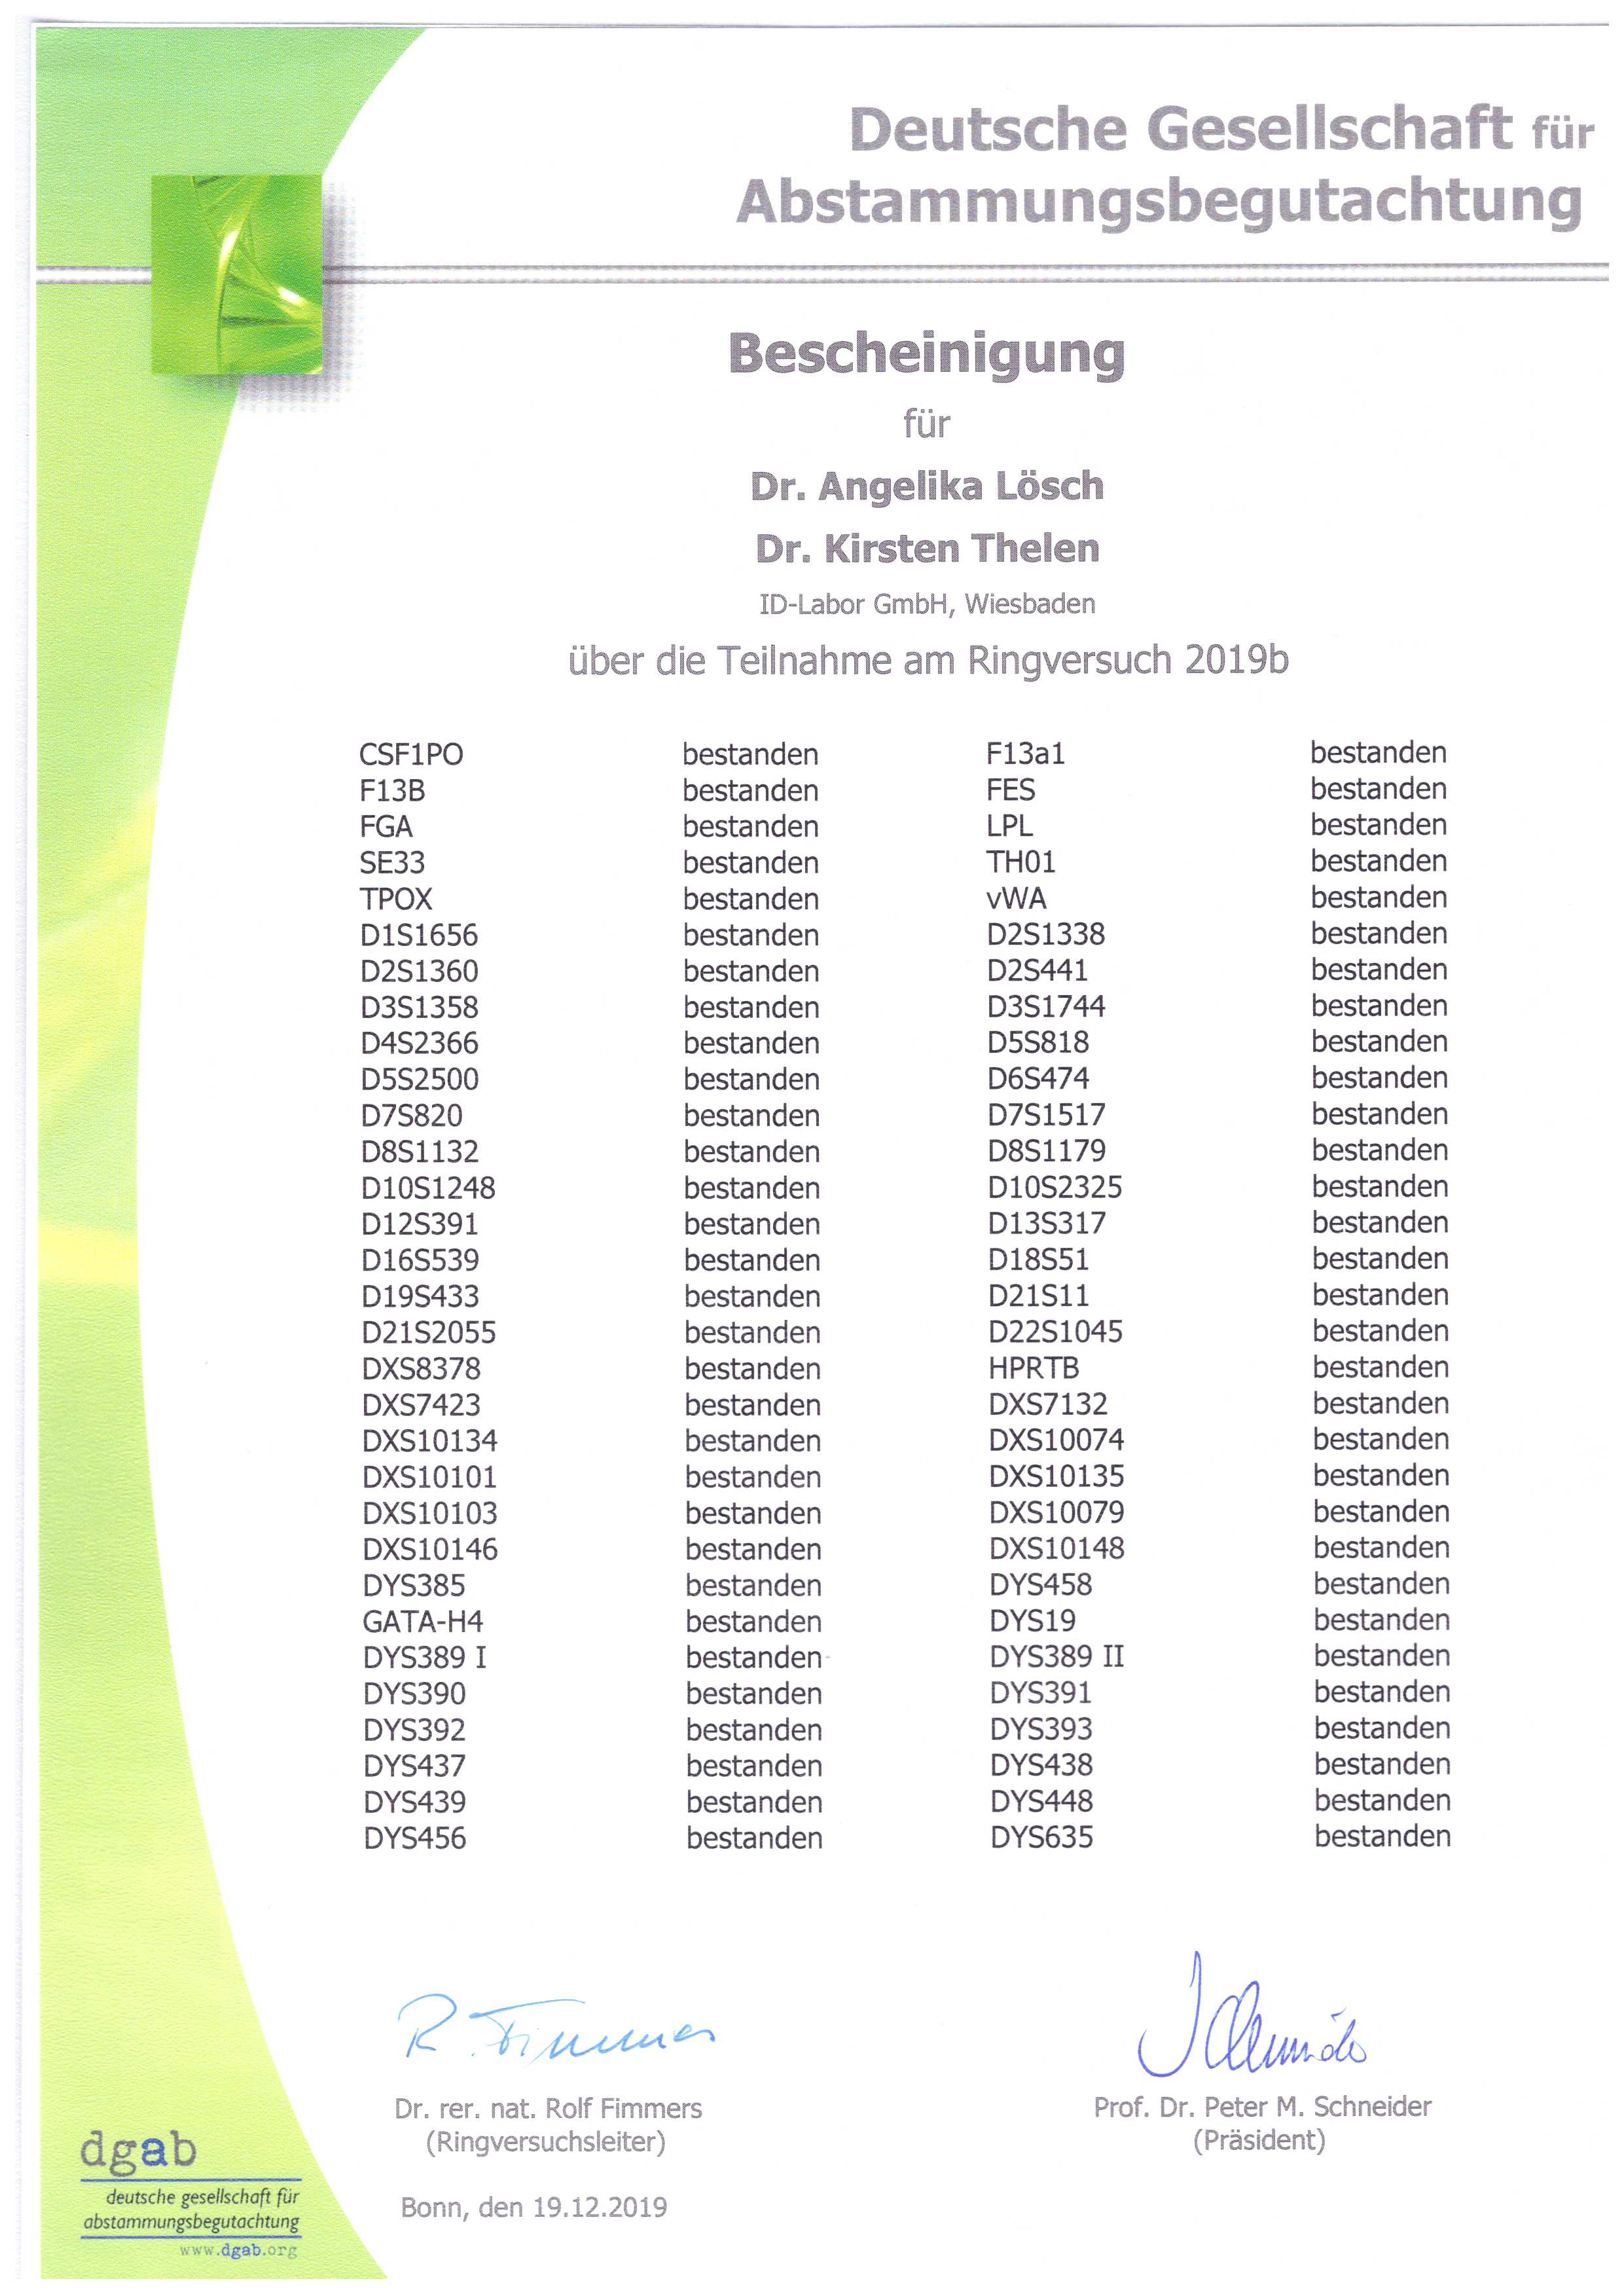 Deutsche Gesellschaft für
Abstammungsbegutachtung
Bescheinigung
für
Dr. Angelika Lösch
Dr. Kirsten Thelen
ID-Labor GmbH, Wiesbaden
über die Teilnahme am Ringversuch 2019b
CSF1PO bestanden F13a1 bestanden
F13B bestanden FES bestanden
FGA bestanden LPL bestanden
SE33 bestanden TH01 bestanden
TPOX bestanden vWA bestanden
D1S1656 bestanden D2S1338 bestanden
D2S1360 bestanden D2S441 bestanden
D3S1358 bestanden D3S1744 bestanden
D4S2366 bestanden D5S818 bestanden
D5S2500 bestanden D6S474 bestanden
D7S820 bestanden D7S1517 bestanden
D8S1132 bestanden D8S1179 bestanden
D10S1248 bestanden D10S2325 bestanden
D12S391 bestanden D13S317 bestanden
D16S539 bestanden D18S51 bestanden
D19S433 bestanden D21S11 bestanden
D21S2055 bestanden D22S1045 bestanden
DXS8378 bestanden HPRTB bestanden
DXS7423 bestanden DXS7132 bestanden
DXS10134 bestanden DXS10074 bestanden
DXS10101 bestanden DXS10135 bestanden
DXS10103 bestanden DXS10079 bestanden
DXS10146 bestanden DXS10148 bestanden
DYS385 bestanden DYS458 bestanden
GATA-H4 bestanden DYS19 bestanden
DYS389 I bestanden DYS389 II bestanden
DYS390 bestanden DYS391 bestanden
DYS392 bestanden DYS393 bestanden
DYS437 bestanden DYS438 bestanden
DYS439 bestanden DYS448 bestanden
DYS456 bestanden DYS635 bestanden
R. Fimmers
Dr. rer. nat. Rolf Fimmers
(Ringversuchsleiter)
Prof. Dr. Peter M. Schneider
(Präsident)
Bonn, den 19.12.2019
dgab
deutsche gesellschaft für
abstammungsbegutachtung
www.dgab.org